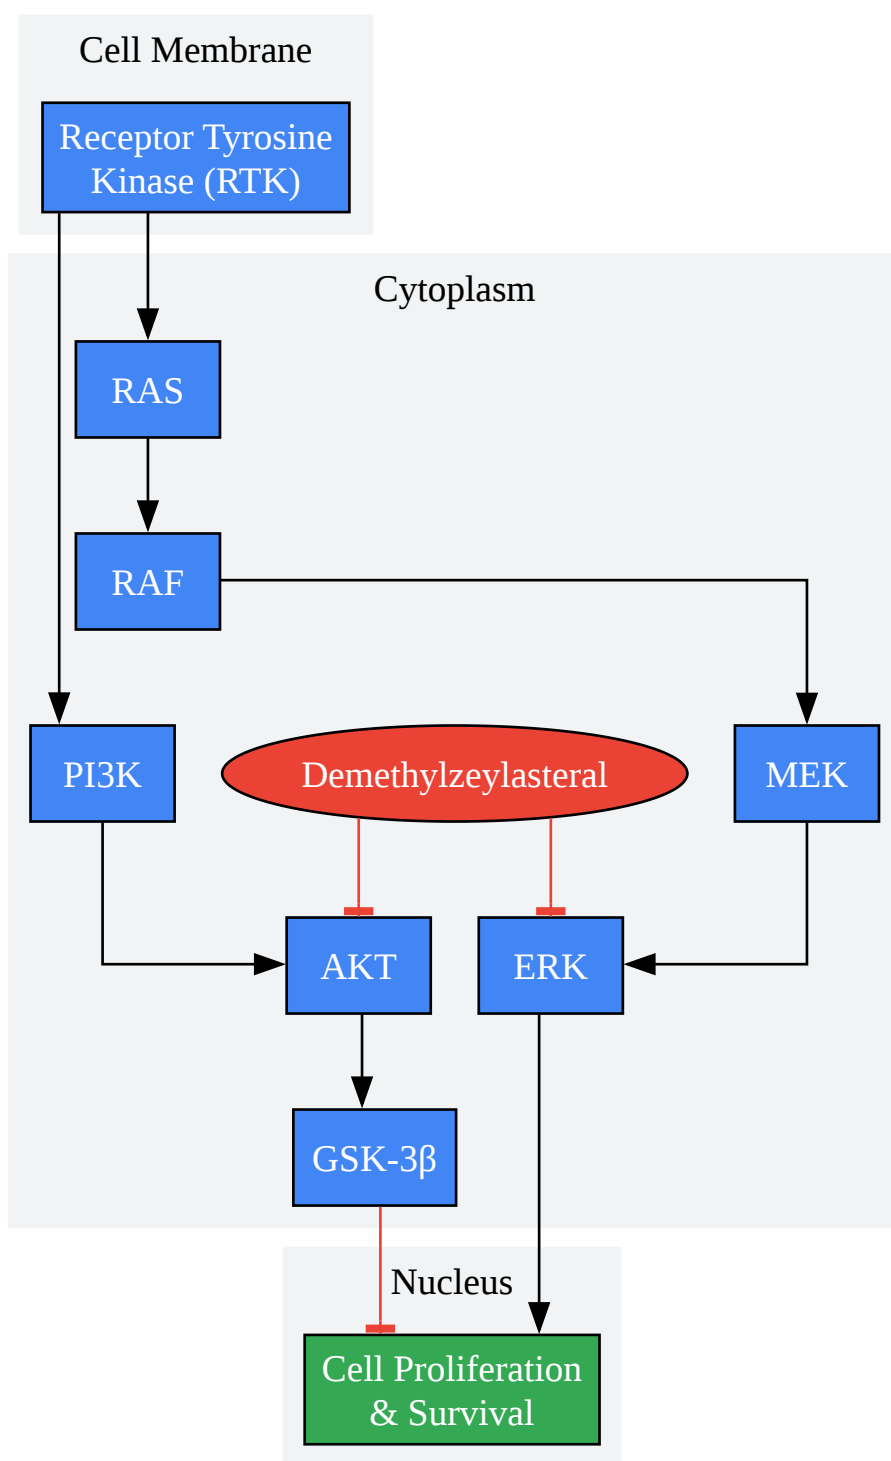 Cell Membrane
Receptor Tyrosine
Kinase (RTK)
Cytoplasm
RAS
RAF
PI3K
Demethylzeylasteral
MEK
AKT
ERK
GSK-3β
Nucleus
Cell Proliferation
& Survival